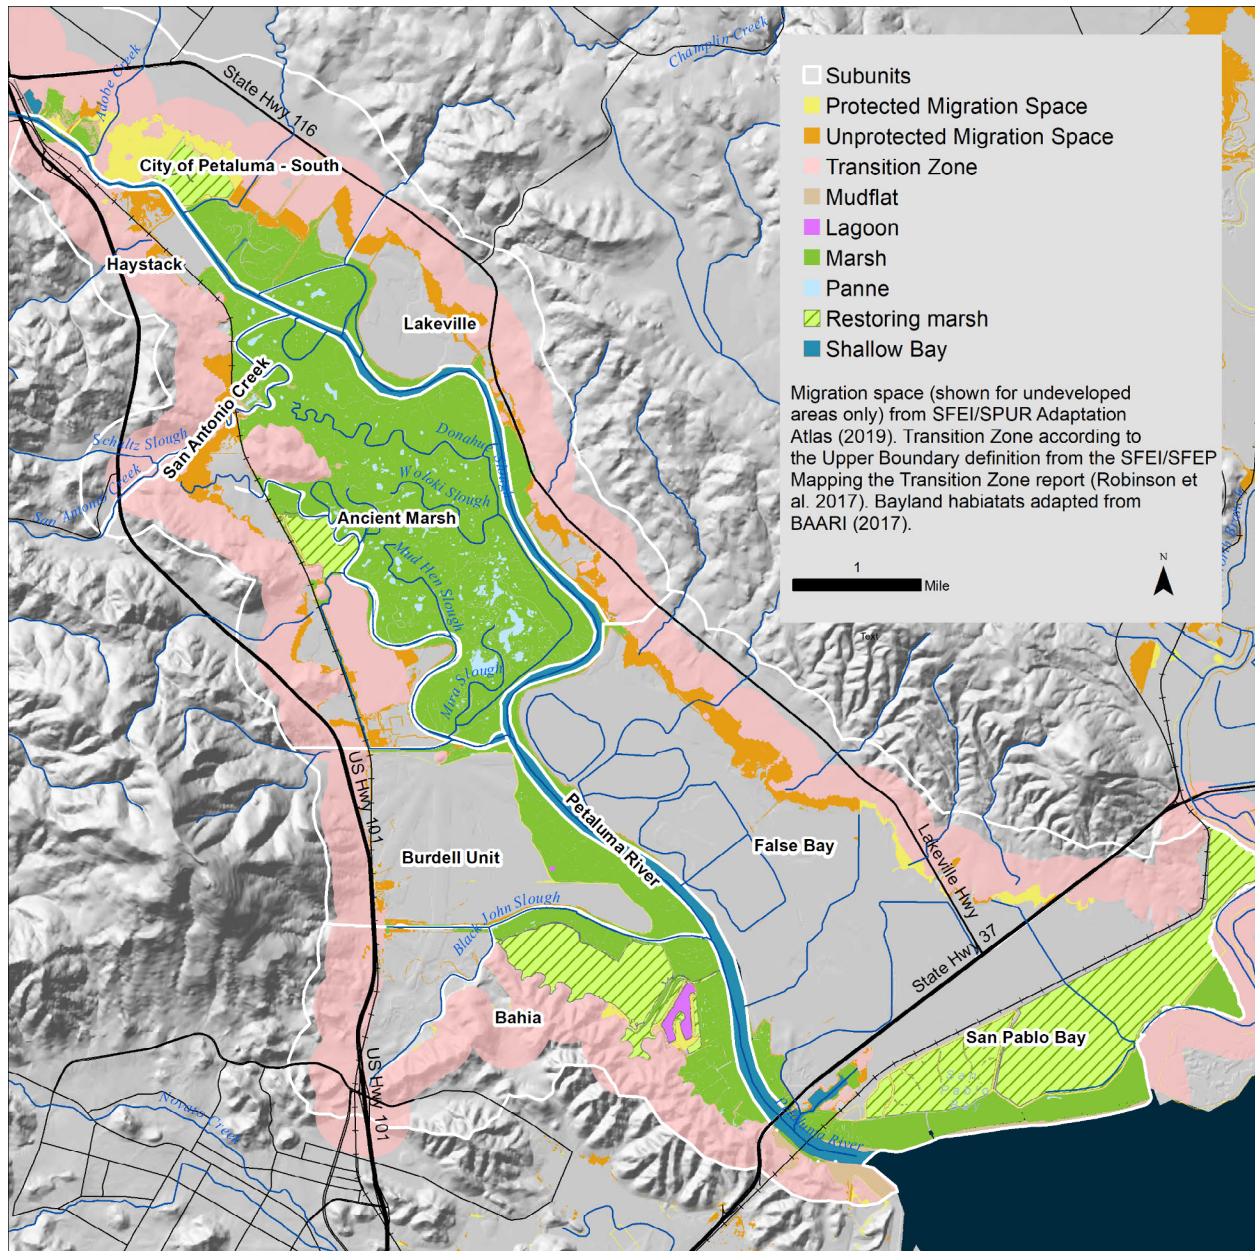 Champlin Creek
Adobe Creek
State Hwy 116
City of Petaluma - South
Haystack
Lakeville
San Antonio Creek
Schultz Slough
San Antonio Creek
Donahue Slough
Woloki Slough
Ancient Marsh
Mud Hen Slough
Mira Slough
US Hwy 101
Petaluma River
Burdell Unit
False Bay
Lakeville Hwy
Black John Slough
State Hwy 37
Bahia
San Pablo Bay
San
Pablo
Bay
US Hwy 101
Novato Creek
Petaluma River
Subunits
Protected Migration Space
Unprotected Migration Space
Transition Zone
Mudflat
Lagoon
Marsh
Panne
Restoring marsh
Shallow Bay
Migration space (shown for undeveloped
areas only) from SFEI/SPUR Adaptation
Atlas (2019). Transition Zone according to
the Upper Boundary definition from the SFEI/SFEP
Mapping the Transition Zone report (Robinson et
al. 2017). Bayland habiatats adapted from
BAARI (2017).
1
Mile
N
Text